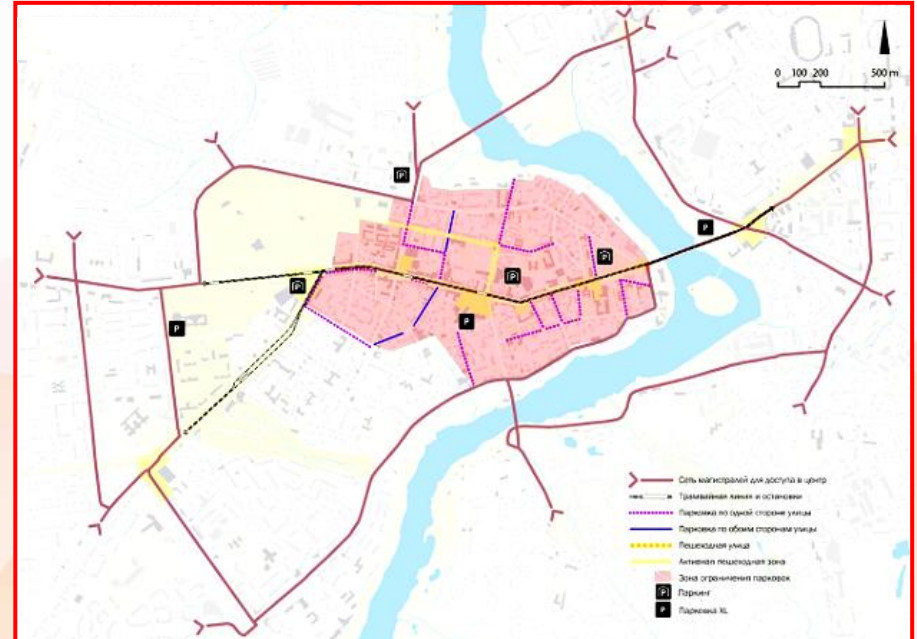 0 100 200 500 m
P
P
P
P
P
P
P
Сеть магистралей для доступа в центр
Трамвайная линия и остановки
Парковка по одной стороне улицы
Парковка по обоим сторонам улицы
Пешеходная улица
Активная пешеходная зона
Зона ограничения парковок
P Паркинг
P Парковка XL